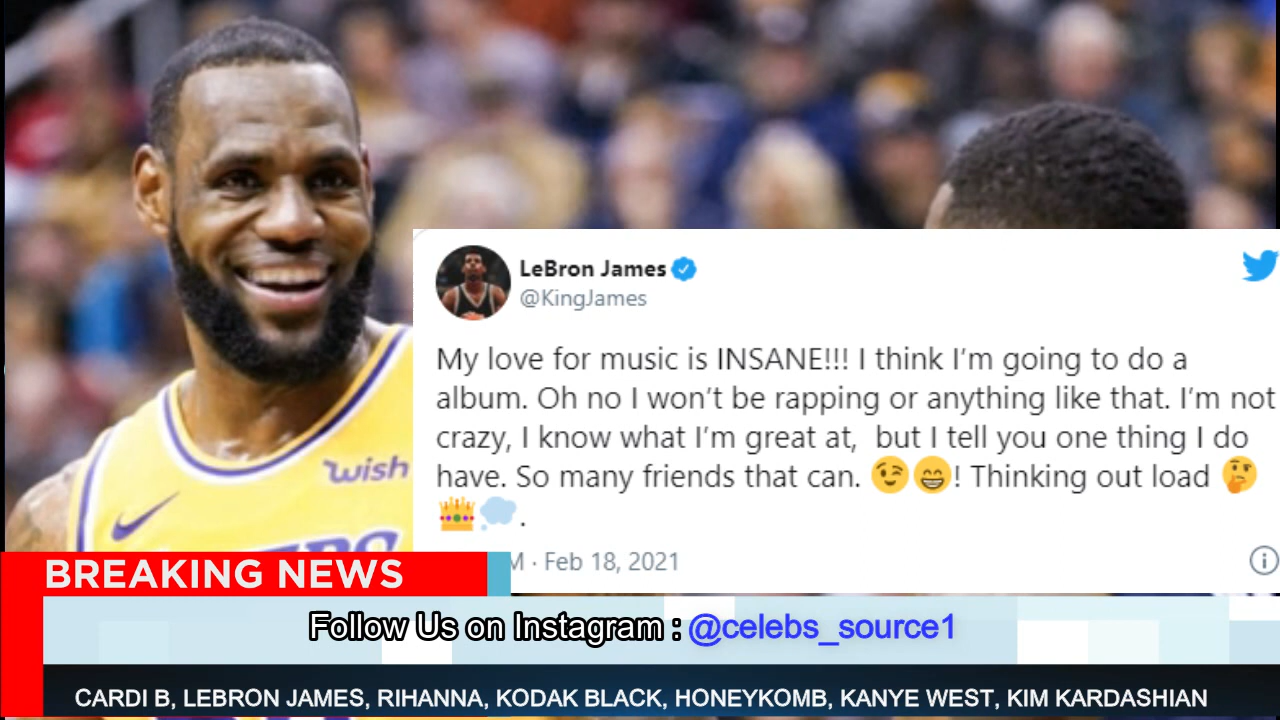 wish
LeBron James
@KingJames
My love for music is INSANE!!! I think I’m going to do a
album. Oh no I won’t be rapping or anything like that. I’m not
crazy, I know what I’m great at,  but I tell you one thing I do
have. So many friends that can. 😉😁! Thinking out load 🤔
👑💭.
M · Feb 18, 2021
BREAKING NEWS
Follow Us on Instagram : @celebs_source1
CARDI B, LEBRON JAMES, RIHANNA, KODAK BLACK, HONEYKOMB, KANYE WEST, KIM KARDASHIAN